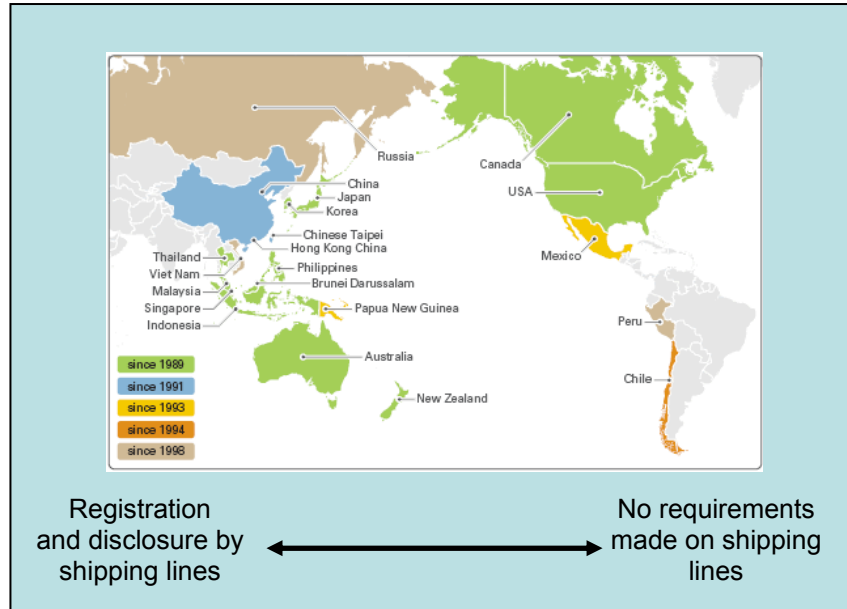 Russia
Canada
China
USA
Japan
Korea
Chinese Taipei
Hong Kong China
Mexico
Thailand
Philippines
Viet Nam
Brunei Darussalam
Malaysia
Singapore
Papua New Guinea
Indonesia
Peru
Australia
since 1989
Chile
since 1991
New Zealand
since 1993
since 1994
since 1998
Registration
and disclosure by
shipping lines
No requirements
made on shipping
lines